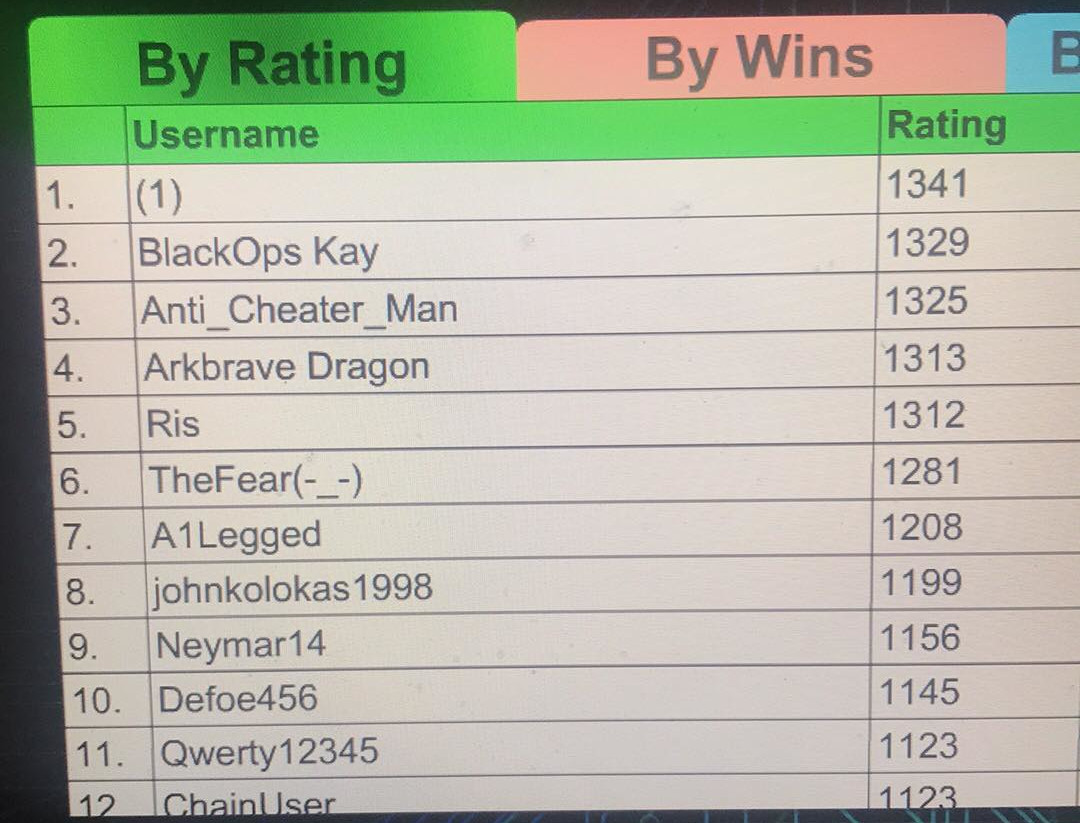 By Rating By Wins B
Username Rating
1. (1) 1341
2. BlackOps Kay 1329
3. Anti_Cheater_Man 1325
4. Arkbrave Dragon 1313
5. Ris 1312
6. TheFear(-_-) 1281
7. A1Legged 1208
8. johnkolokas1998 1199
9. Neymar14 1156
10. Defoe456 1145
11. Qwerty12345 1123
12 ChainUser 1123